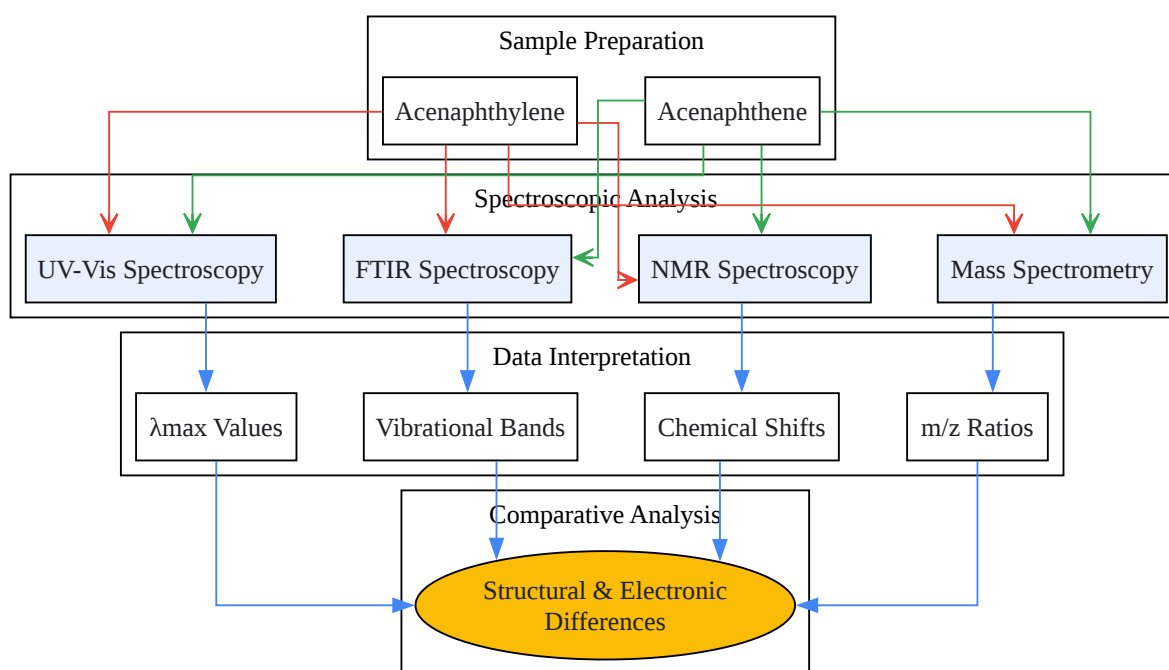 Sample Preparation
Acenaphthylene
Acenaphthene
Spectroscopic Analysis
UV-Vis Spectroscopy
FTIR Spectroscopy
NMR Spectroscopy
Mass Spectrometry
Data Interpretation
λmax Values
Vibrational Bands
Chemical Shifts
m/z Ratios
Comparative Analysis
Structural & Electronic
Differences